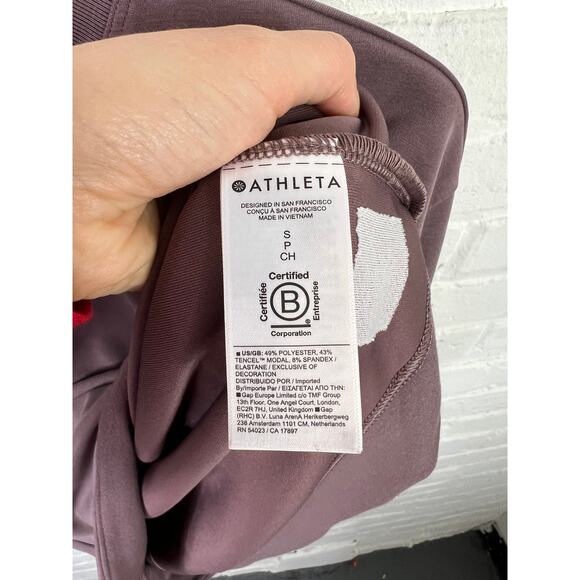 ATHLETA
DESIGNED IN SAN FRANCISCO
CONÇU À SAN FRANCISCO
MADE IN VIETNAM
S
P
CH
Certified
Certifiée
B
Entreprise
Corporation
US/GB: 49% POLYESTER, 43%
TENCEL™ MODAL, 8% SPANDEX /
ELASTANE / EXCLUSIVE OF
DECORATION
DISTRIBUIDO POR / Imported
By/Importe Par / ΕΙΣΑΓΕΤΑΙ ΑΠΟ ΤΗΝ:
Gap Europe Limited c/o TMF Group
13th Floor, One Angel Court, London,
EC2R 7HJ, United Kingdom Gap
(RHC) B.V. Luna ArenA Herikerbergweg
238 Amsterdam 1101 CM, Netherlands
RN 54023 / CA 17897